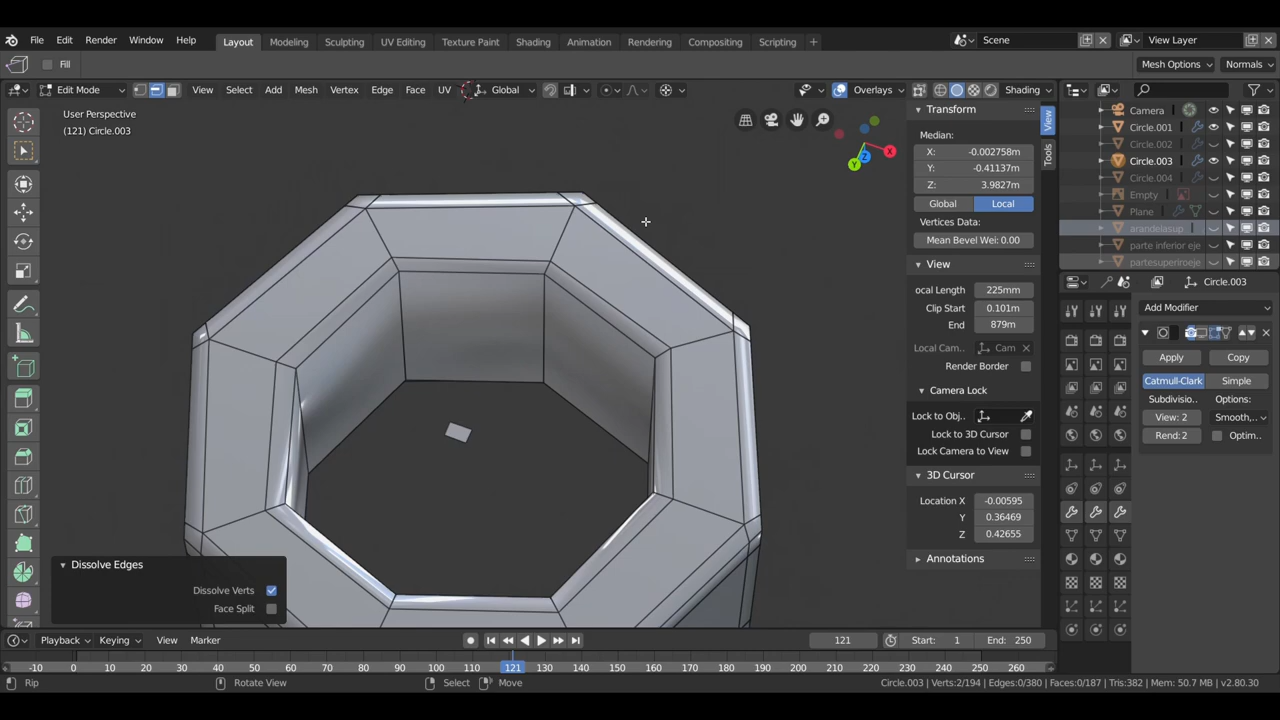 File Edit Render Window Help Layout Modeling Sculpting UV Editing Texture Paint Shading Animation Rendering Compositing Scripting + Scene View Layer
Fill Mesh Options Normals
Edit Mode View Select Add Mesh Vertex Edge Face UV Global Overlays Shading
User Perspective
(121) Circle.003
X
Y
Z
Transform
Median:
X: -0.002758m
Y: -0.41137m
Z: 3.9827m
Global Local
Vertices Data:
Mean Bevel Wei: 0.00
View
ocal Length 225mm
Clip Start 0.101m
End 879m
Local Cam.. Cam
Render Border
Camera Lock
Lock to Obj..
Lock to 3D Cursor
Lock Camera to View
3D Cursor
Location X -0.00595
Y 0.36469
Z 0.42655
Annotations
View
Tools
Camera
Circle.001
Circle.002
Circle.003
Circle.004
Empty
Plane
arandelasup
parte inferior eje
partesuperiroeje
Circle.003
Add Modifier
Apply Copy
Catmull-Clark Simple
Subdivisio.. Options:
View: 2 Smooth,..
Rend: 2 Optim..
Dissolve Edges
Dissolve Verts
Face Split
Playback Keying View Marker 121 Start: 1 End: 250
-10 0 10 20 30 40 50 60 70 80 90 100 110 121 130 140 150 160 170 180 190 200 210 220 230 240 250 260
Rip Rotate View Select Move Circle.003 | Verts:2/194 | Edges:0/380 | Faces:0/187 | Tris:382 | Mem: 50.7 MB | v2.80.30